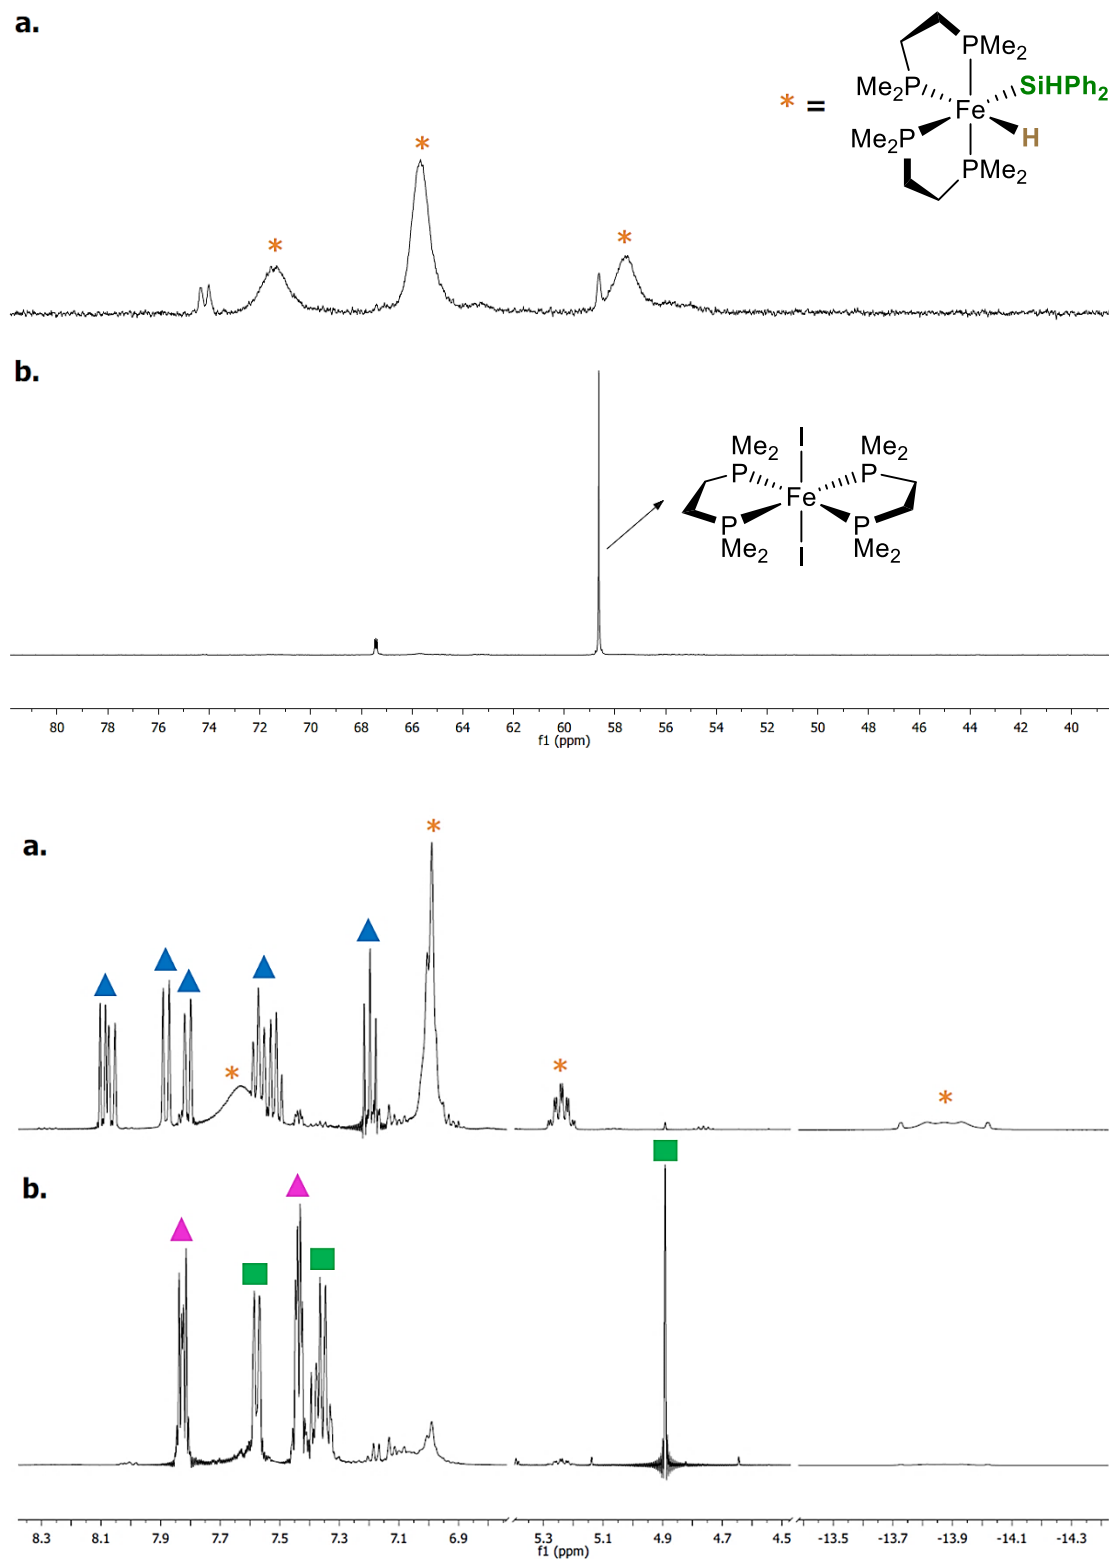 a.
PMe2
Me2P
SiHPh2
* =
Fe
Me2P
H
PMe2
* * *
b.
I
Me2 Me2
P P
Fe
P P
Me2 Me2
I
80 78 76 74 72 70 68 66 64 62 60 58 56 54 52 50 48 46 44 42 40
f1 (ppm)
a.
* * * *
b.
8.3 8.1 7.9 7.7 7.5 7.3 7.1 6.9 5.3 5.1 4.9 4.7 4.5 -13.5 -13.7 -13.9 -14.1 -14.3
f1 (ppm)